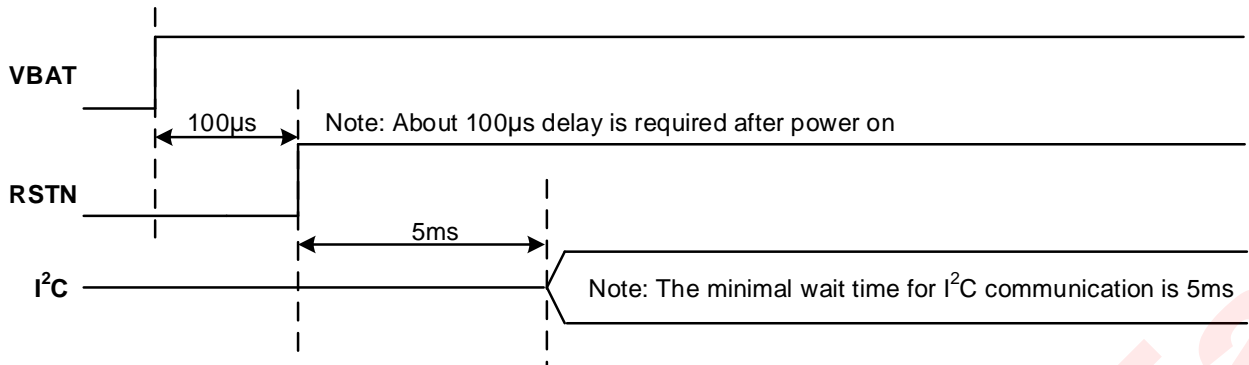 VBAT
100µs
Note: About 100µs delay is required after power on
RSTN
5ms
I²C
Note: The minimal wait time for I²C communication is 5ms